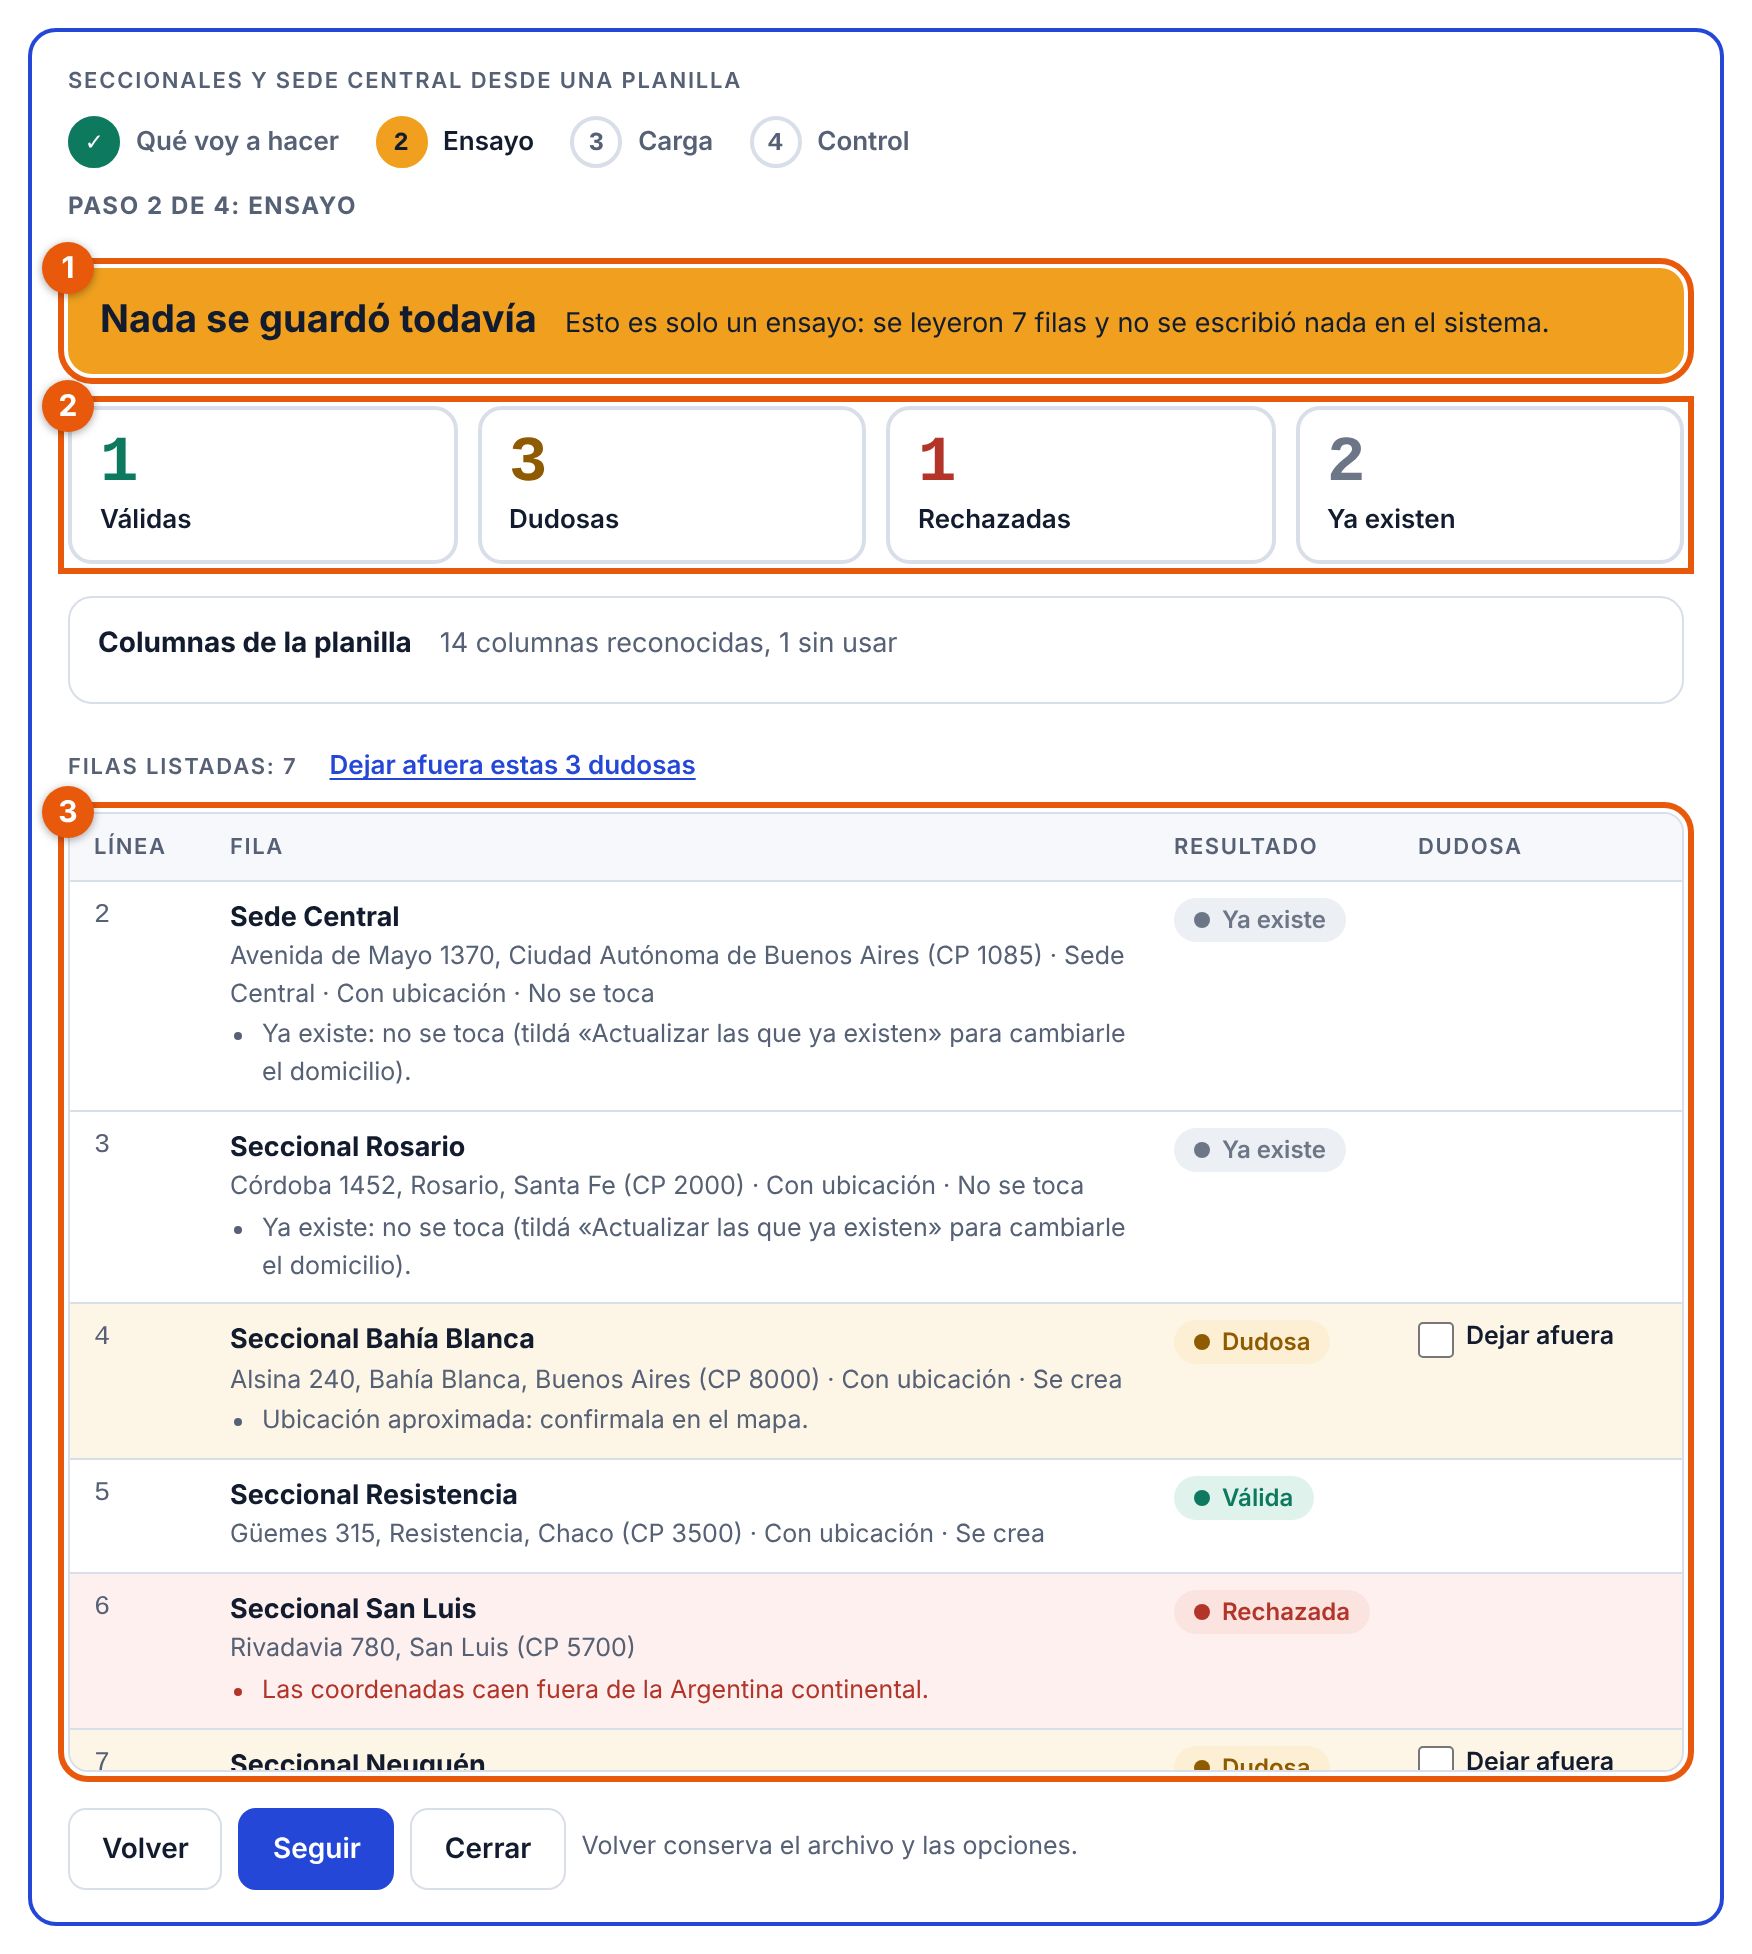 SECCIONALES Y SEDE CENTRAL DESDE UNA PLANILLA
✓ Qué voy a hacer 2 Ensayo 3 Carga 4 Control
PASO 2 DE 4: ENSAYO
1
Nada se guardó todavía Esto es solo un ensayo: se leyeron 7 filas y no se escribió nada en el sistema.
2
1 3 1 2
Válidas Dudosas Rechazadas Ya existen
Columnas de la planilla 14 columnas reconocidas, 1 sin usar
FILAS LISTADAS: 7 Dejar afuera estas 3 dudosas
3
LÍNEA FILA RESULTADO DUDOSA
2 Sede Central Ya existe
Avenida de Mayo 1370, Ciudad Autónoma de Buenos Aires (CP 1085) · Sede
Central · Con ubicación · No se toca
• Ya existe: no se toca (tildá «Actualizar las que ya existen» para cambiarle
el domicilio).
3 Seccional Rosario Ya existe
Córdoba 1452, Rosario, Santa Fe (CP 2000) · Con ubicación · No se toca
• Ya existe: no se toca (tildá «Actualizar las que ya existen» para cambiarle
el domicilio).
4 Seccional Bahía Blanca Dudosa Dejar afuera
Alsina 240, Bahía Blanca, Buenos Aires (CP 8000) · Con ubicación · Se crea
• Ubicación aproximada: confirmala en el mapa.
5 Seccional Resistencia Válida
Güemes 315, Resistencia, Chaco (CP 3500) · Con ubicación · Se crea
6 Seccional San Luis Rechazada
Rivadavia 780, San Luis (CP 5700)
• Las coordenadas caen fuera de la Argentina continental.
7 Seccional Neuquén Dudosa Dejar afuera
Volver Seguir Cerrar Volver conserva el archivo y las opciones.